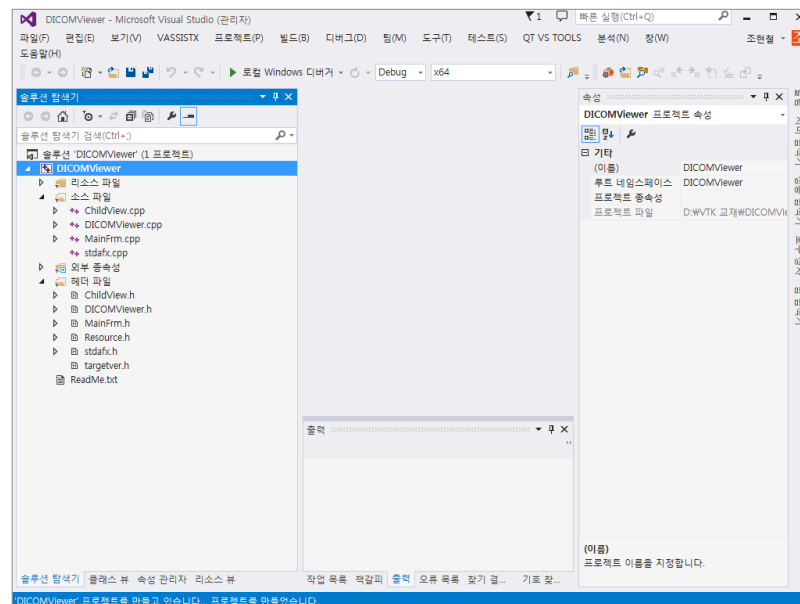 DICOMViewer - Microsoft Visual Studio (관리자)
1
빠른 실행(Ctrl+Q)
파일(F) 편집(E) 보기(V) VASSISTX 프로젝트(P) 빌드(B) 디버그(D) 팀(M) 도구(T) 테스트(S) QT VS TOOLS 분석(N) 창(W) 조현철
도움말(H)
로컬 Windows 디버거 Debug x64
솔루션 탐색기
솔루션 탐색기 검색(Ctrl+;)
솔루션 'DICOMViewer' (1 프로젝트)
DICOMViewer
리소스 파일
소스 파일
ChildView.cpp
DICOMViewer.cpp
MainFrm.cpp
stdafx.cpp
외부 종속성
헤더 파일
ChildView.h
DICOMViewer.h
MainFrm.h
Resource.h
stdafx.h
targetver.h
ReadMe.txt
솔루션 탐색기 클래스 뷰 속성 관리자 리소스 뷰
출력
작업 목록 책갈피 출력 오류 목록 찾기 결... 기호 찾...
속성
DICOMViewer 프로젝트 속성
기타
(이름) DICOMViewer
루트 네임스페이스 DICOMViewer
프로젝트 종속성
프로젝트 파일 D:₩VTK 교재₩DICOMVie
(이름)
프로젝트 이름을 지정합니다.
'DICOMViewer' 프로젝트를 만들고 있습니다. 프로젝트를 만들었습니다.